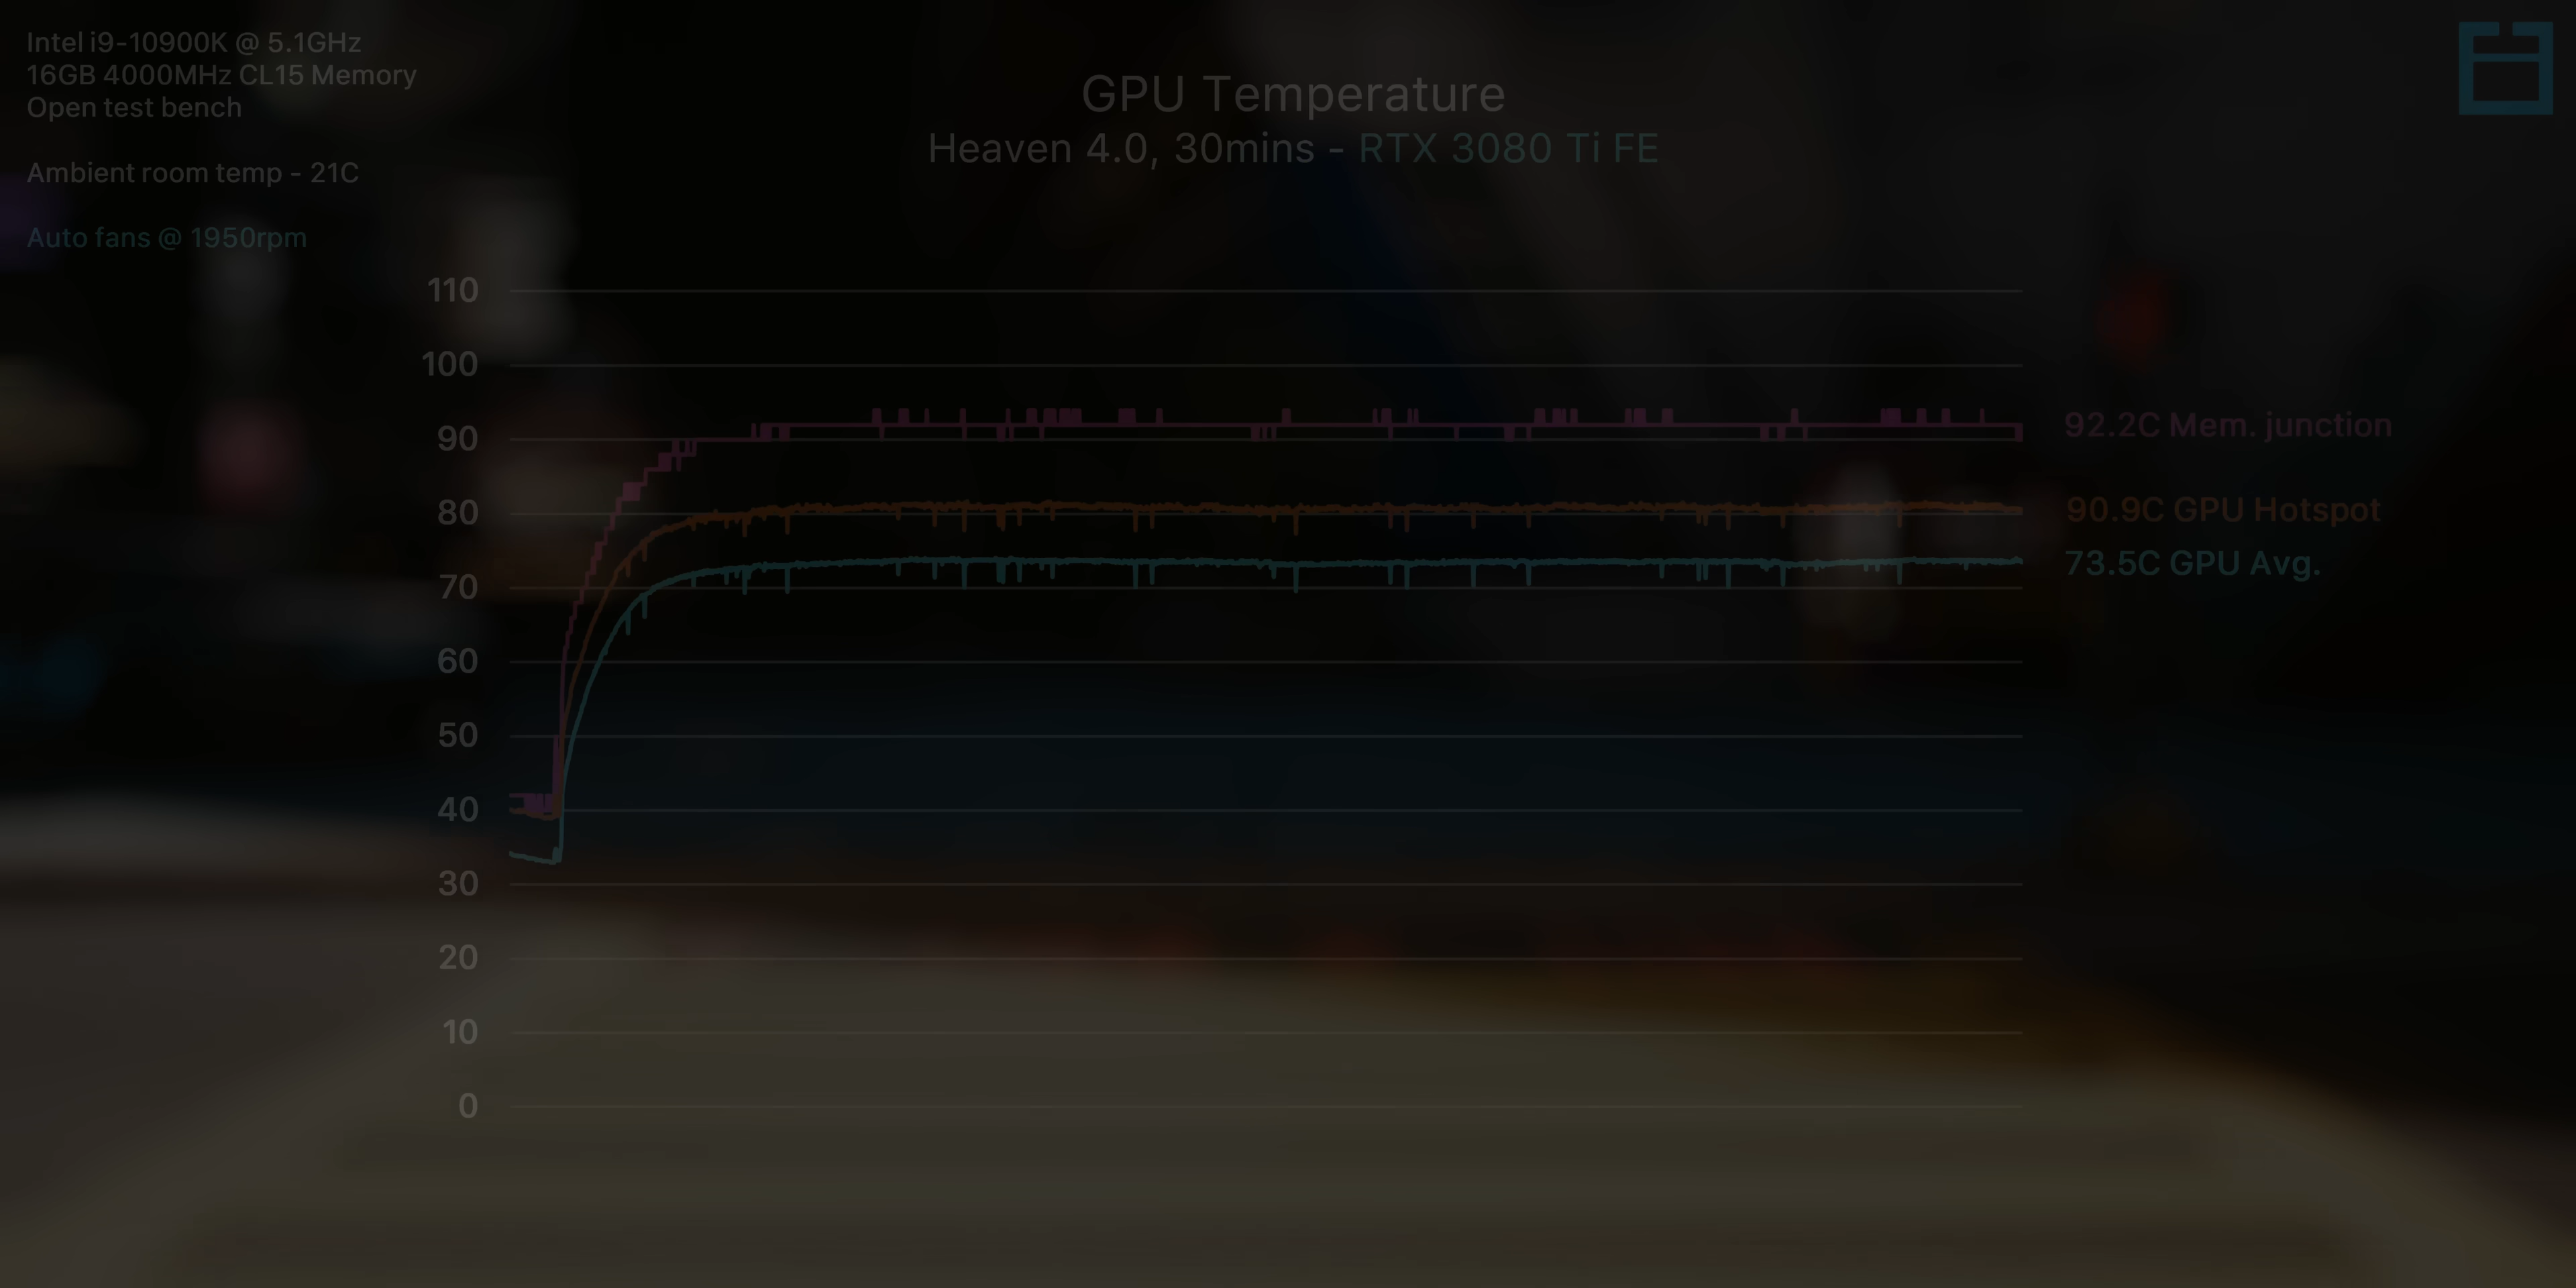 Intel i9-10900K @ 5.1GHz
16GB 4000MHz CL15 Memory
Open test bench
Ambient room temp - 21C
Auto fans @ 1950rpm
GPU Temperature
Heaven 4.0, 30mins - RTX 3080 Ti FE
110
100
90
80
70
60
50
40
30
20
10
0
92.2C Mem. junction
90.9C GPU Hotspot
73.5C GPU Avg.